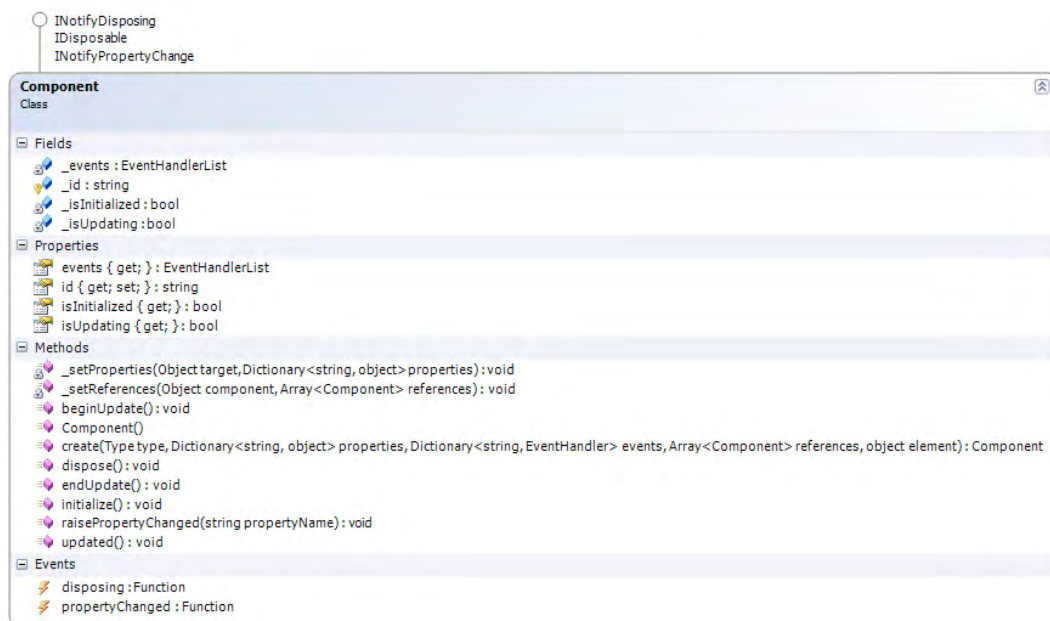 INotifyDisposing
IDisposable
INotifyPropertyChange
Component
Class
Fields
_events : EventHandlerList
_id : string
_isInitialized : bool
_isUpdating : bool
Properties
events { get; } : EventHandlerList
id { get; set; } : string
isInitialized { get; } : bool
isUpdating { get; } : bool
Methods
_setProperties(Object target, Dictionary<string, object> properties) : void
_setReferences(Object component, Array<Component> references) : void
beginUpdate() : void
Component()
create(Type type, Dictionary<string, object> properties, Dictionary<string, EventHandler> events, Array<Component> references, object element) : Component
dispose() : void
endUpdate() : void
initialize() : void
raisePropertyChanged(string propertyName) : void
updated() : void
Events
disposing : Function
propertyChanged : Function